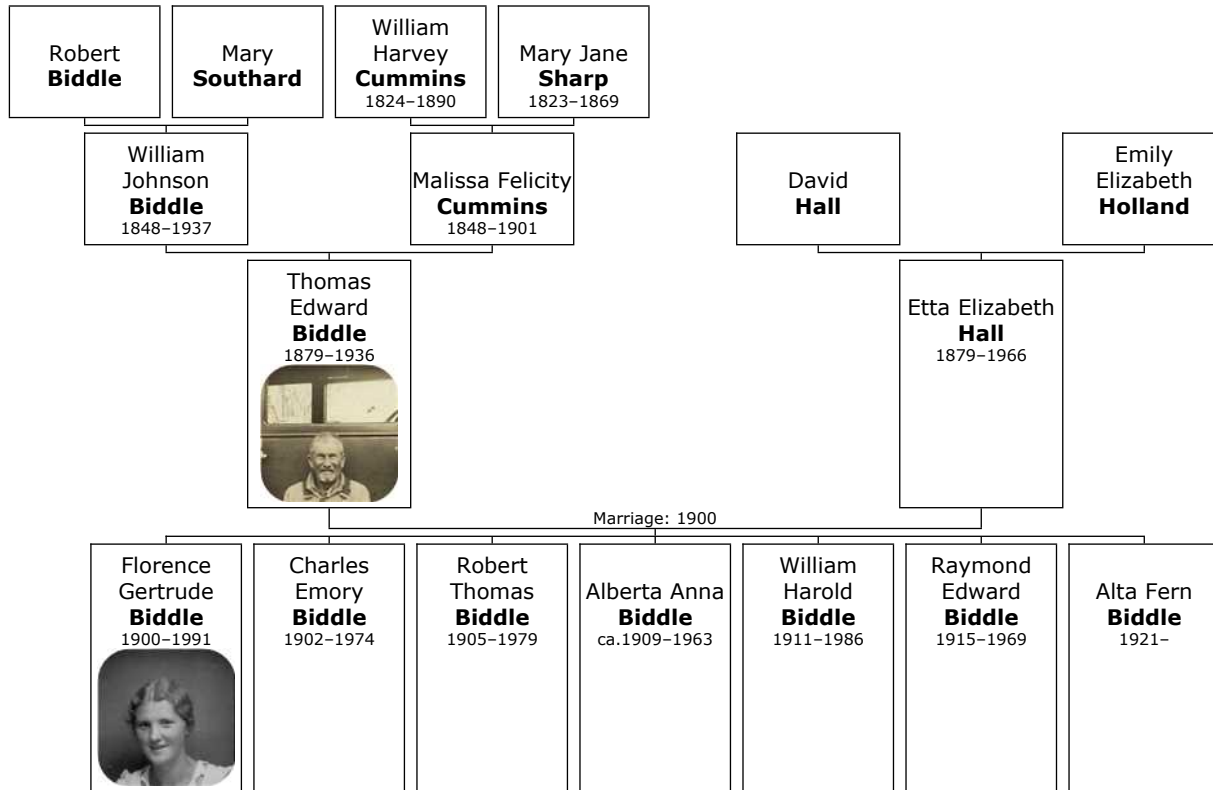 Robert
Biddle
Mary
Southard
William
Harvey
Cummins
1824–1890
Mary Jane
Sharp
1823–1869
William
Johnson
Biddle
1848–1937
Malissa Felicity
Cummins
1848–1901
David
Hall
Emily
Elizabeth
Holland
Thomas
Edward
Biddle
1879–1936
Etta Elizabeth
Hall
1879–1966
Marriage: 1900
Florence
Gertrude
Biddle
1900–1991
Charles
Emory
Biddle
1902–1974
Robert
Thomas
Biddle
1905–1979
Alberta Anna
Biddle
ca.1909–1963
William
Harold
Biddle
1911–1986
Raymond
Edward
Biddle
1915–1969
Alta Fern
Biddle
1921–